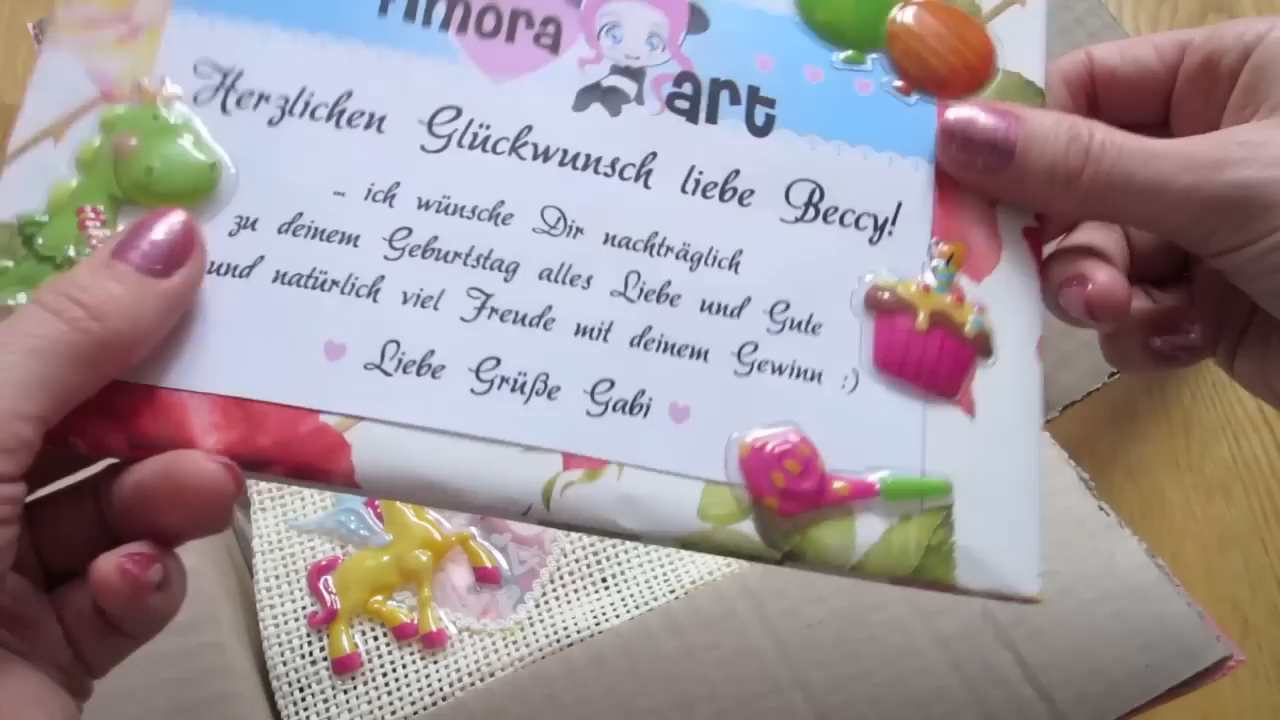 Fimora
art
Herzlichen Glückwunsch liebe Beccy!
... ich wünsche Dir nachträglich
zu deinem Geburtstag alles Liebe und Gute
und natürlich viel Freude mit deinem Gewinn :)
Liebe Grüße Gabi